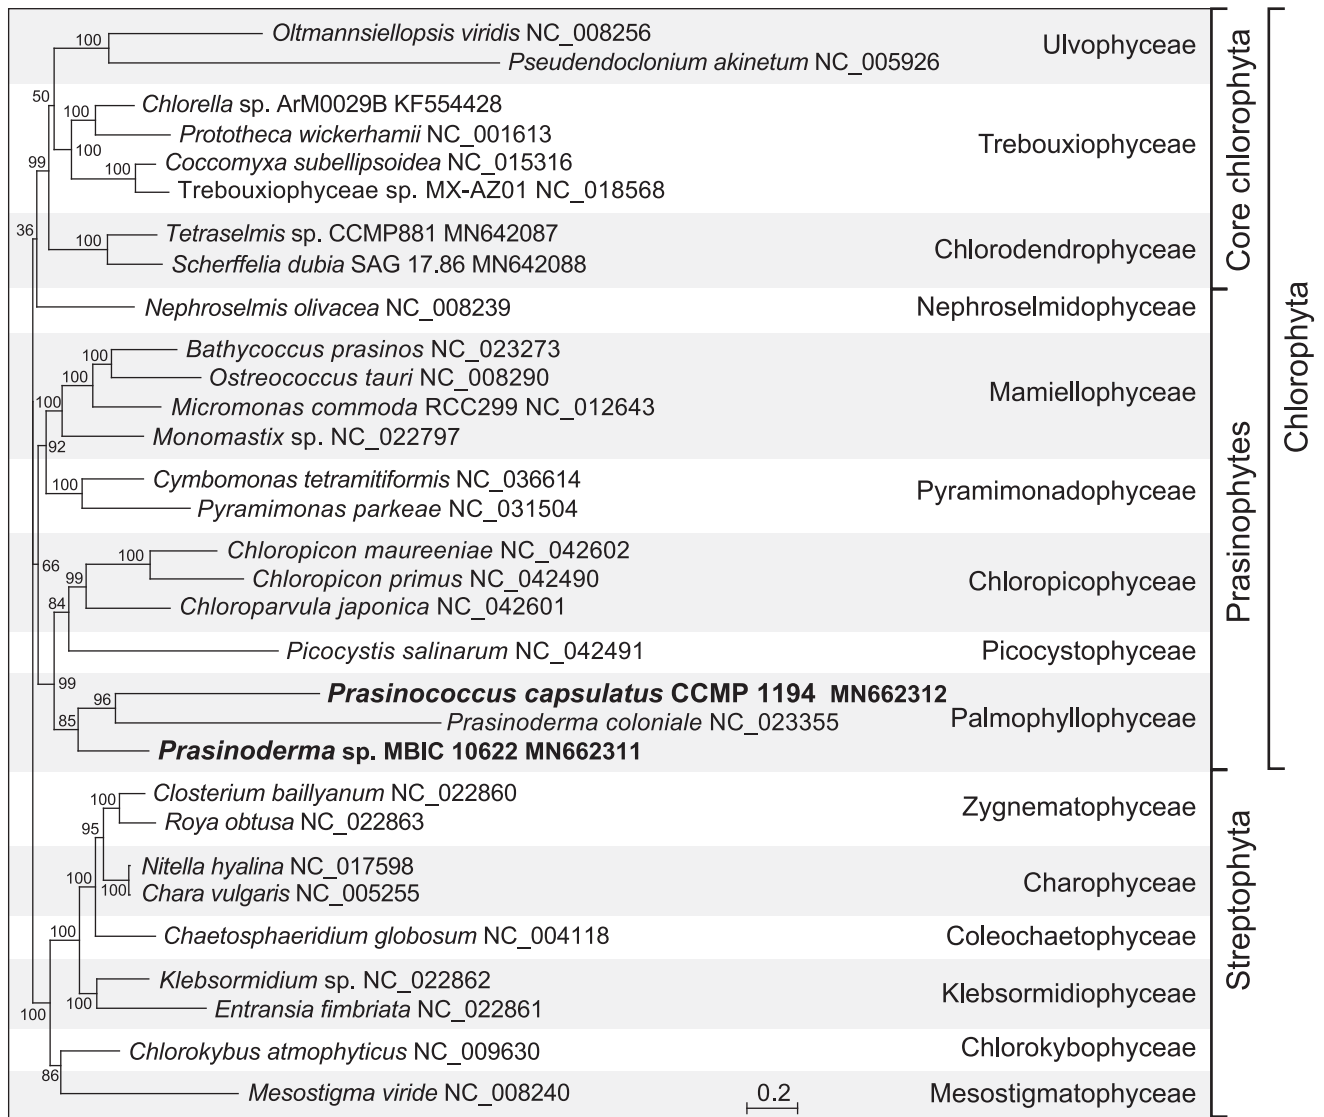 Oltmannsiellopsis viridis NC_008256
Pseudendoclonium akinetum NC_005926
Ulvophyceae
100
50
Chlorella sp. ArM0029B KF554428
Prototheca wickerhamii NC_001613
Coccomyxa subellipsoidea NC_015316
Trebouxiophyceae sp. MX-AZ01 NC_018568
Trebouxiophyceae
100
100
100
99
Tetraselmis sp. CCMP881 MN642087
Scherffelia dubia SAG 17.86 MN642088
Chlorodendrophyceae
100
36
Core chlorophyta
Nephroselmis olivacea NC_008239
Nephroselmidophyceae
Bathycoccus prasinos NC_023273
Ostreococcus tauri NC_008290
Micromonas commoda RCC299 NC_012643
Monomastix sp. NC_022797
Mamiellophyceae
100
100
100
92
Cymbomonas tetramitiformis NC_036614
Pyramimonas parkeae NC_031504
Pyramimonadophyceae
100
66
Chloropicon maureeniae NC_042602
Chloropicon primus NC_042490
Chloroparvula japonica NC_042601
Chloropicophyceae
100
99
84
Picocystis salinarum NC_042491
Picocystophyceae
99
Prasinococcus capsulatus CCMP 1194 MN662312
Prasinoderma coloniale NC_023355
Prasinoderma sp. MBIC 10622 MN662311
Palmophyllophyceae
96
85
Prasinophytes
Chlorophyta
Closterium baillyanum NC_022860
Roya obtusa NC_022863
Zygnematophyceae
100
95
Nitella hyalina NC_017598
Chara vulgaris NC_005255
Charophyceae
100
100
Chaetosphaeridium globosum NC_004118
Coleochaetophyceae
100
Klebsormidium sp. NC_022862
Entransia fimbriata NC_022861
Klebsormidiophyceae
100
100
Chlorokybus atmophyticus NC_009630
Chlorokybophyceae
86
Mesostigma viride NC_008240
Mesostigmatophyceae
Streptophyta
0.2